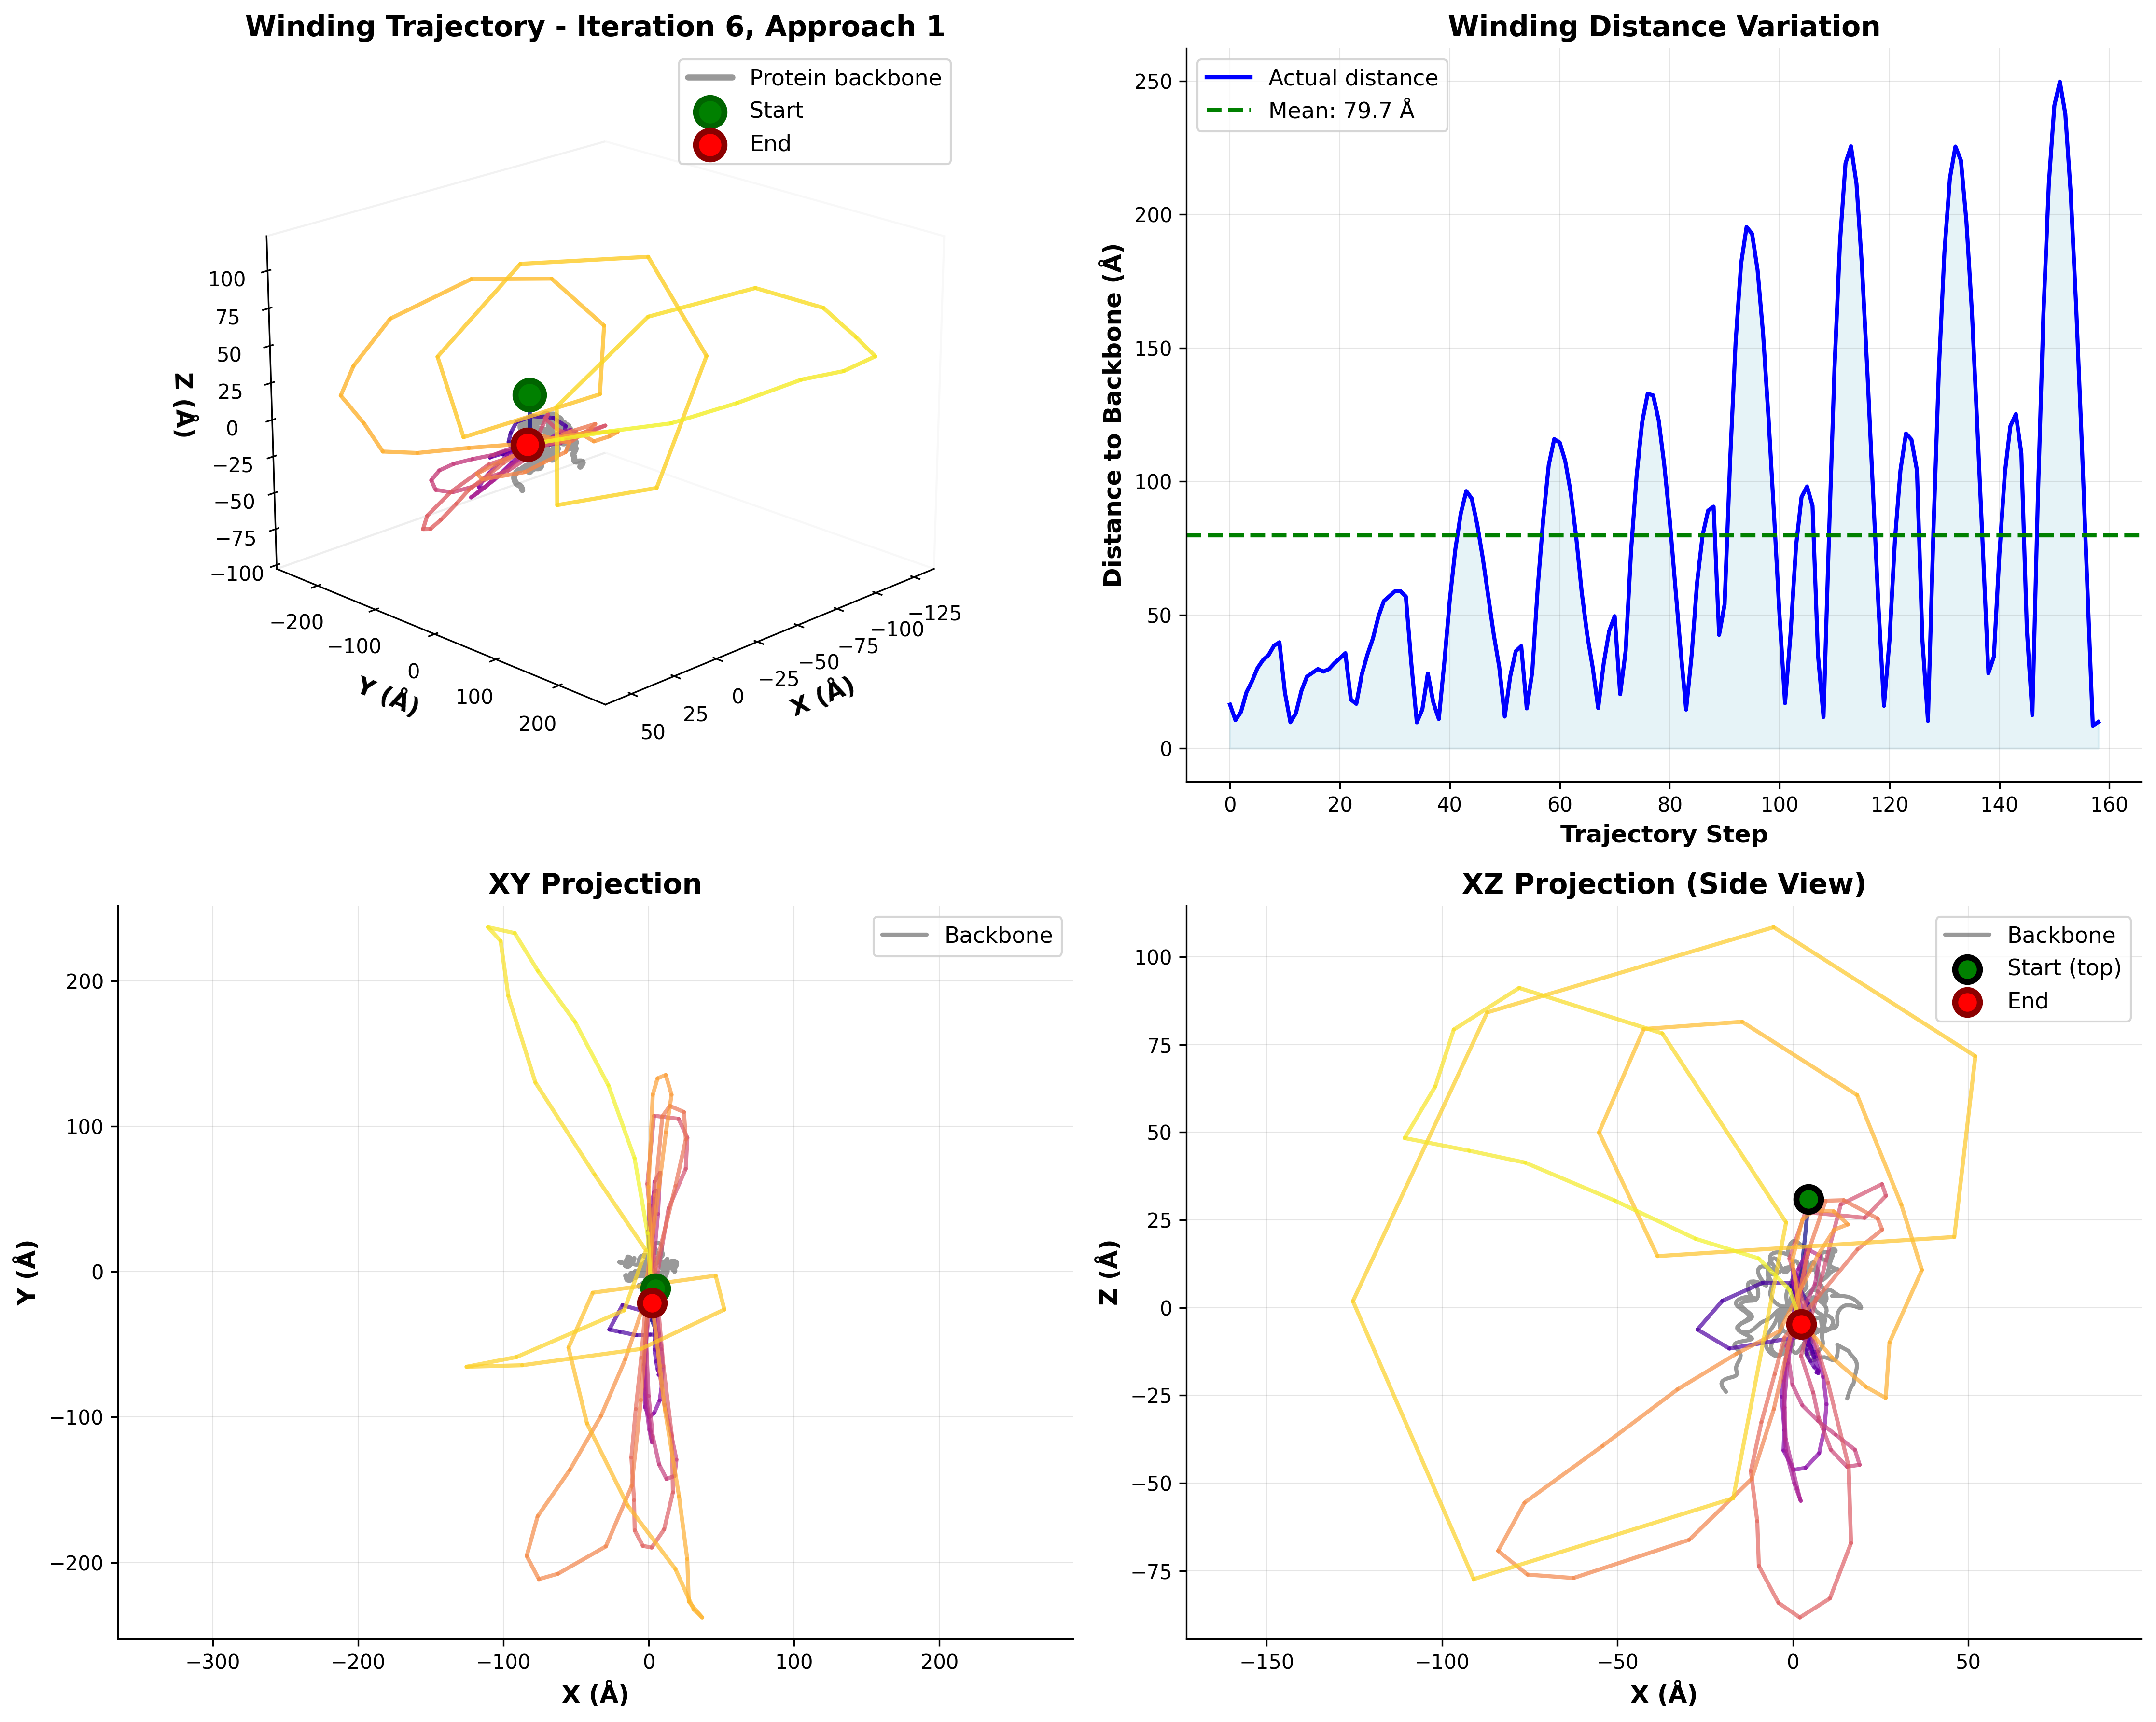 Winding Trajectory - Iteration 6, Approach 1
Protein backbone
Start
End
100
75
50
25
0
−25
−50
−75
−100
Z (Å)
−200
−100
0
100
200
Y (Å)
50
25
0
−25
−50
−75
−100
−125
X (Å)
Winding Distance Variation
Actual distance
Mean: 79.7 Å
250
200
150
100
50
0
Distance to Backbone (Å)
0
20
40
60
80
100
120
140
160
Trajectory Step
XY Projection
Backbone
200
100
0
−100
−200
Y (Å)
−300
−200
−100
0
100
200
X (Å)
XZ Projection (Side View)
Backbone
Start (top)
End
100
75
50
25
0
−25
−50
−75
Z (Å)
−150
−100
−50
0
50
X (Å)